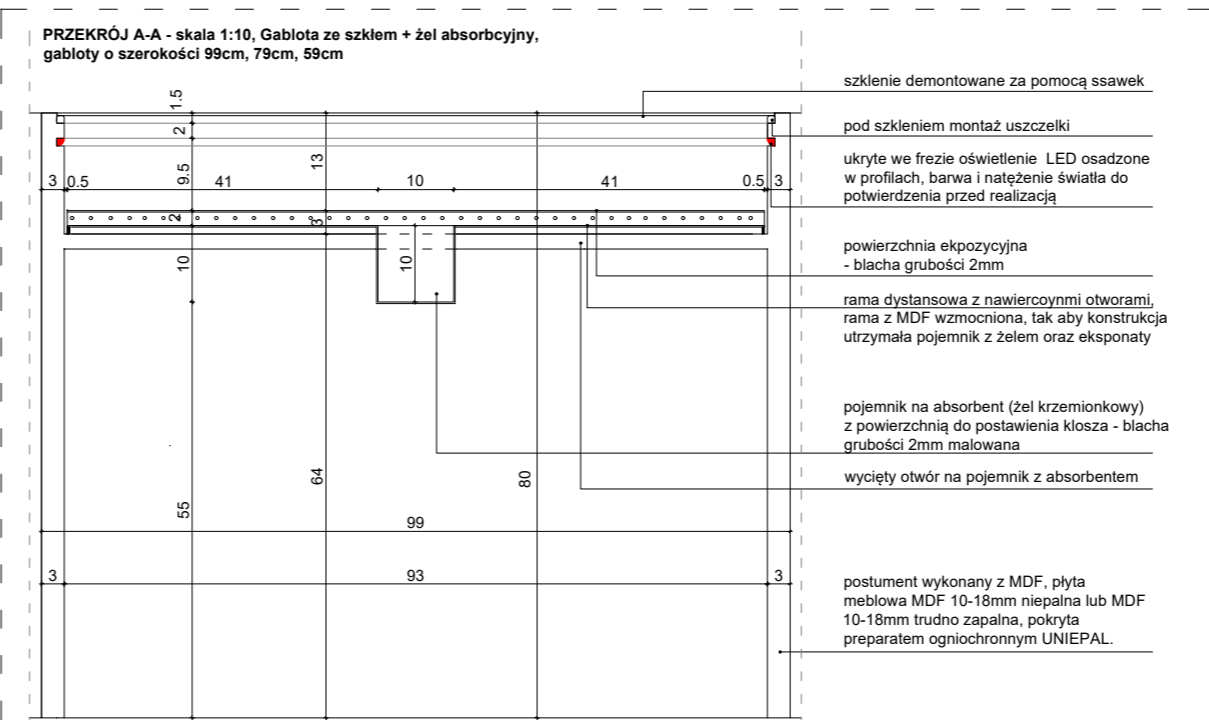 PRZEKRÓJ A-A - skala 1:10, Gablota ze szkłem + żel absorbcyjny,
gabloty o szerokości 99cm, 79cm, 59cm
szklenie demontowane za pomocą ssawek
pod szkleniem montaż uszczelki
ukryte we frezie oświetlenie LED osadzone
w profilach, barwa i natężenie światła do
potwierdzenia przed realizacją
powierzchnia ekpozycyjna
- blacha grubości 2mm
rama dystansowa z nawiercoynmi otworami,
rama z MDF wzmocniona, tak aby konstrukcja
utrzymała pojemnik z żelem oraz eksponaty
pojemnik na absorbent (żel krzemionkowy)
z powierzchnią do postawienia klosza - blacha
grubości 2mm malowana
wycięty otwór na pojemnik z absorbentem
postument wykonany z MDF, płyta
meblowa MDF 10-18mm niepalna lub MDF
10-18mm trudno zapalna, pokryta
preparatem ogniochronnym UNIEPAL.
1.5
2
9.5
13
3 0.5 41 10 41 0.5 3
2
3
10
10
55
64
80
99
3 93 3